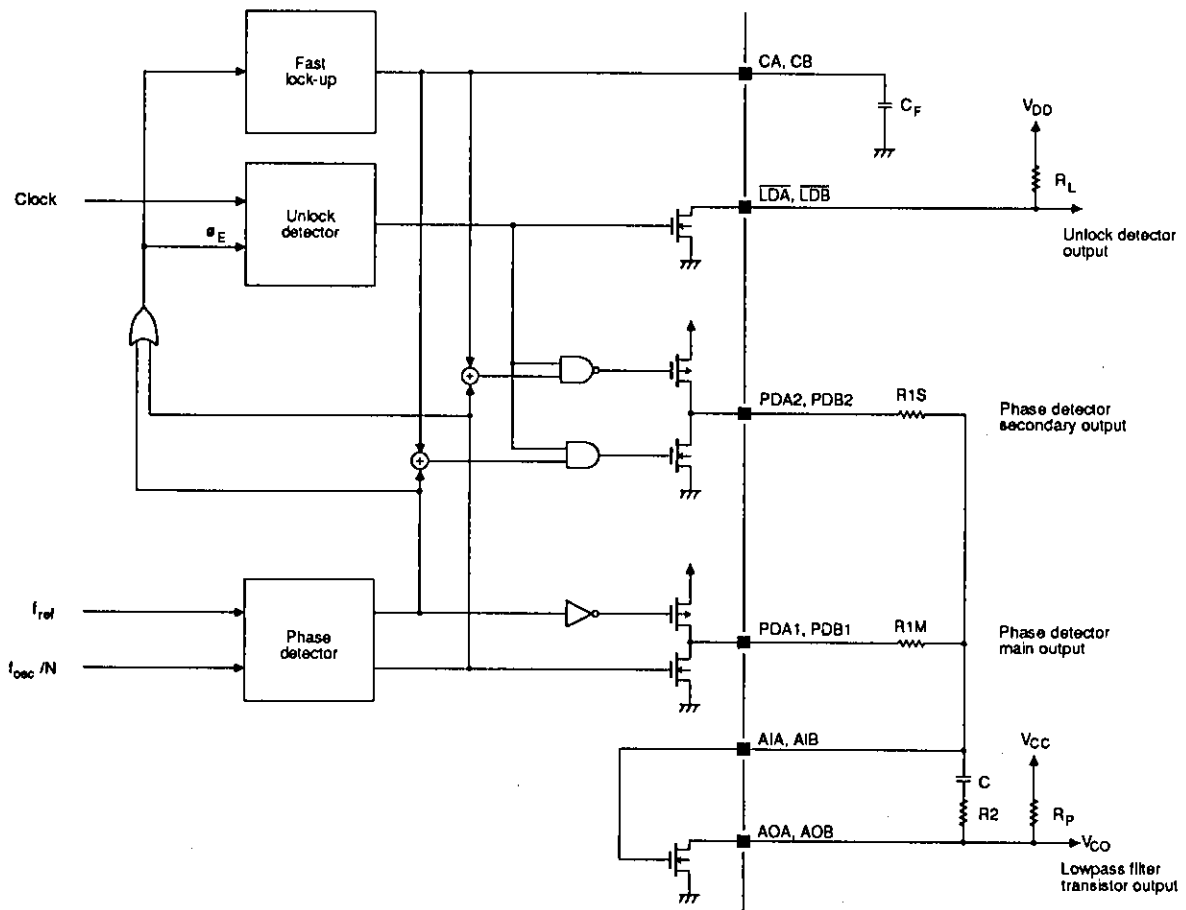 Fast
lock-up
CA, CB
C_F
V_DD
Clock
L̅D̅A̅, L̅D̅B̅
R_L
Unlock
detector
ø_E
Unlock detector
output
PDA2, PDB2
R1S
Phase detector
secondary output
f_ref
f_osc /N
Phase
detector
PDA1, PDB1
R1M
Phase detector
main output
AIA, AIB
V_CC
C
R2
R_P
AOA, AOB
V_CO
Lowpass filter
transistor output